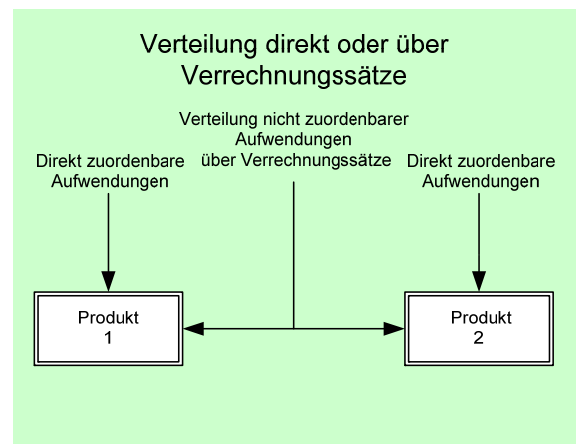 Verteilung direkt oder über
Verrechnungssätze
Verteilung nicht zuordenbarer
Aufwendungen
über Verrechnungssätze
Direkt zuordenbare
Aufwendungen
Direkt zuordenbare
Aufwendungen
Produkt
1
Produkt
2